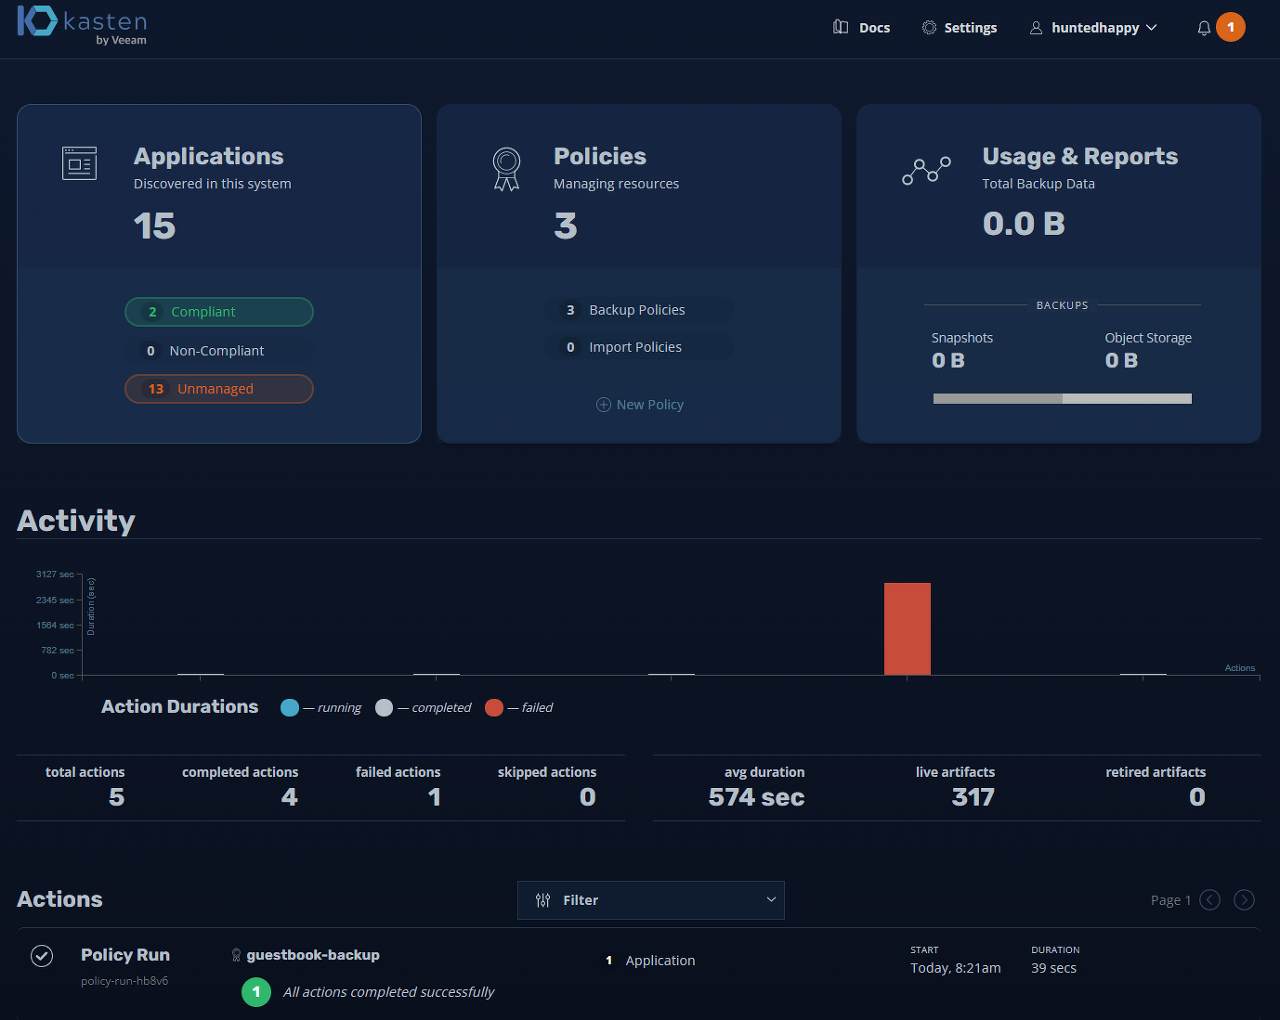 kasten
by Veeam
Docs
Settings
huntedhappy
1
Applications
Discovered in this system
15
2 Compliant
0 Non-Compliant
13 Unmanaged
Policies
Managing resources
3
3 Backup Policies
0 Import Policies
New Policy
Usage & Reports
Total Backup Data
0.0 B
BACKUPS
Snapshots
0 B
Object Storage
0 B
Activity
3127 sec
2345 sec
1564 sec
782 sec
0 sec
Duration (sec)
Actions
Action Durations
— running
— completed
— failed
total actions
5
completed actions
4
failed actions
1
skipped actions
0
avg duration
574 sec
live artifacts
317
retired artifacts
0
Actions
Filter
Page 1
Policy Run
policy-run-hb8v6
guestbook-backup
1 All actions completed successfully
1 Application
START
Today, 8:21am
DURATION
39 secs